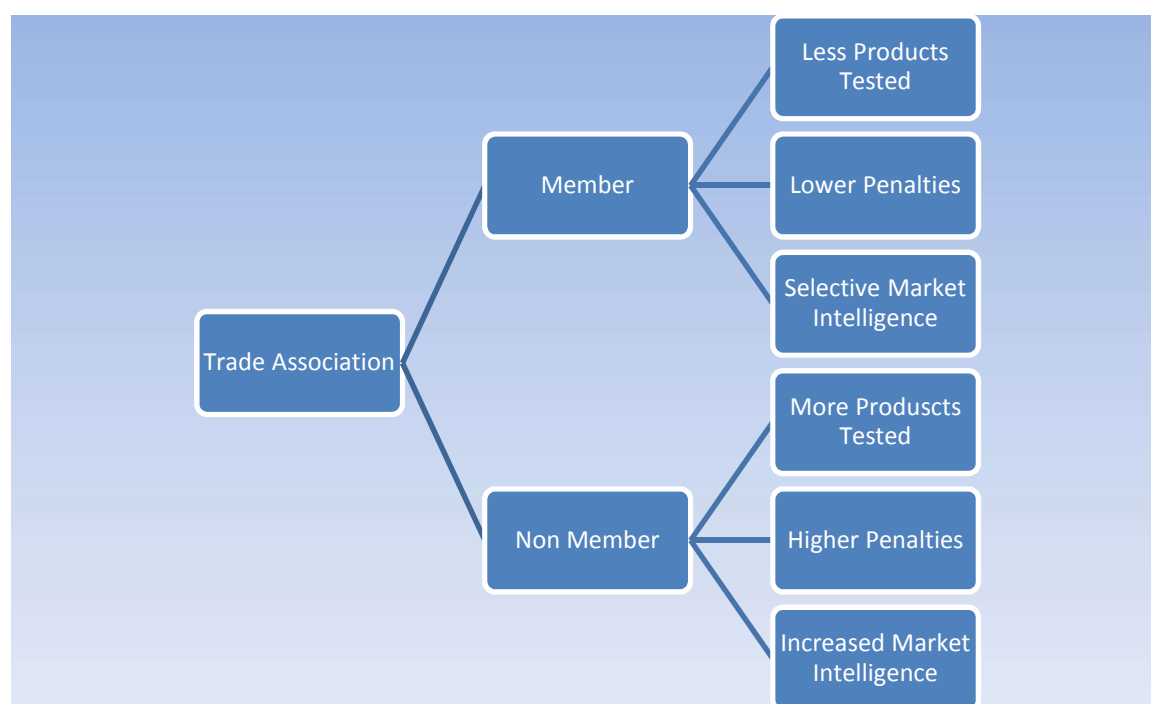 Less Products
Tested
Member
Lower Penalties
Selective Market
Intelligence
Trade Association
More Produscts
Tested
Non Member
Higher Penalties
Increased Market
Intelligence